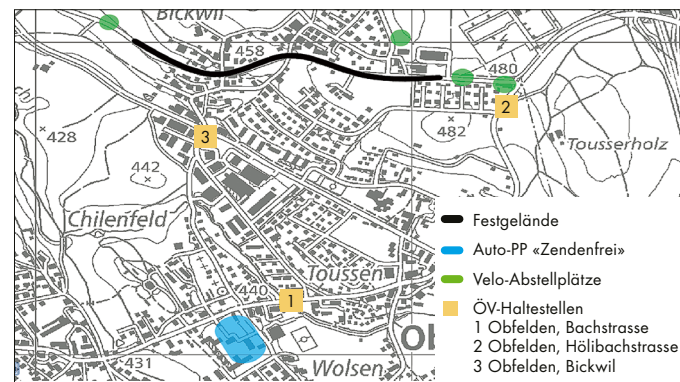 Bickwil
458
480
3
2
482
428
Tousserholz
442
Chilenfeld
Toussen
440
1
Ob
431
Wolsen
Festgelände
Auto-PP «Zendenfrei»
Velo-Abstellplätze
ÖV-Haltestellen
1 Obfelden, Bachstrasse
2 Obfelden, Hölibachstrasse
3 Obfelden, Bickwil